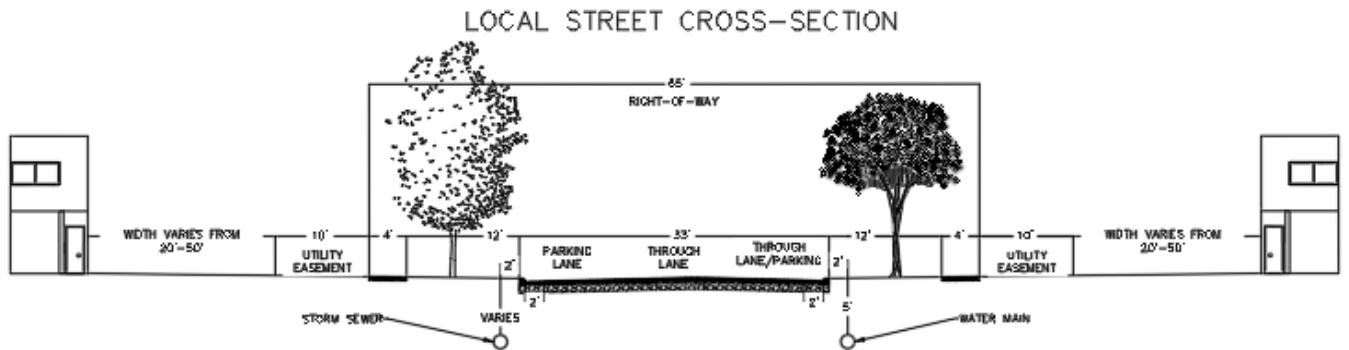 LOCAL STREET CROSS-SECTION
65'
RIGHT-OF-WAY
WIDTH VARIES FROM
20'-50'
10'
UTILITY
EASEMENT
4'
12'
2'
PARKING
LANE
33'
THROUGH
LANE
THROUGH
LANE/PARKING
2'
12'
4'
10'
UTILITY
EASEMENT
WIDTH VARIES FROM
20'-50'
2'
2'
5'
STORM SEWER
VARIES
WATER MAIN